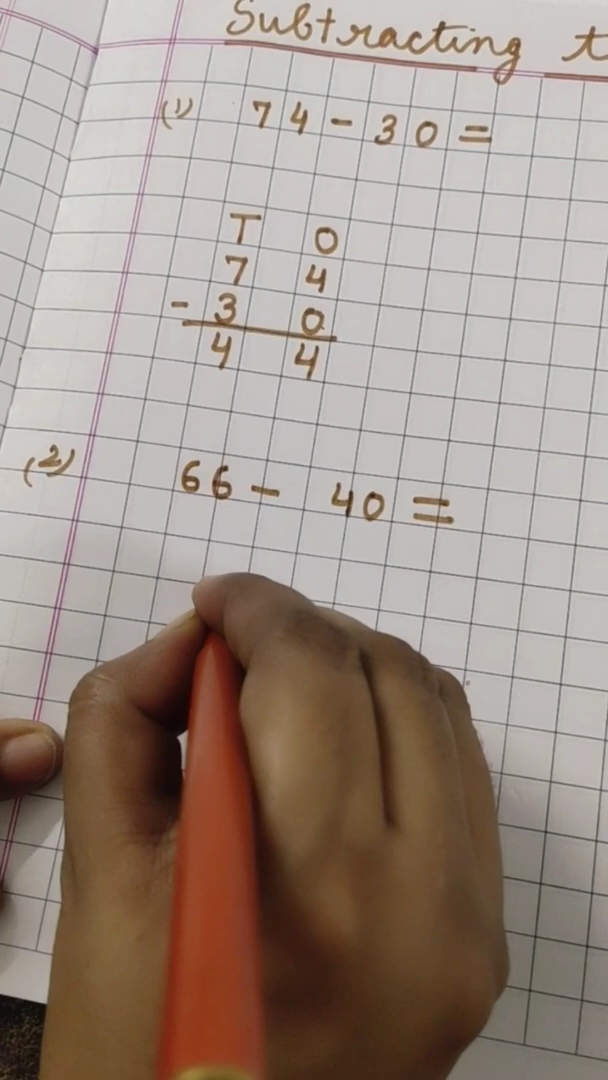 Subtracting t
(1) 74 - 30 =
T O
7 4
- 3 0
4 4
(2) 66 - 40 =